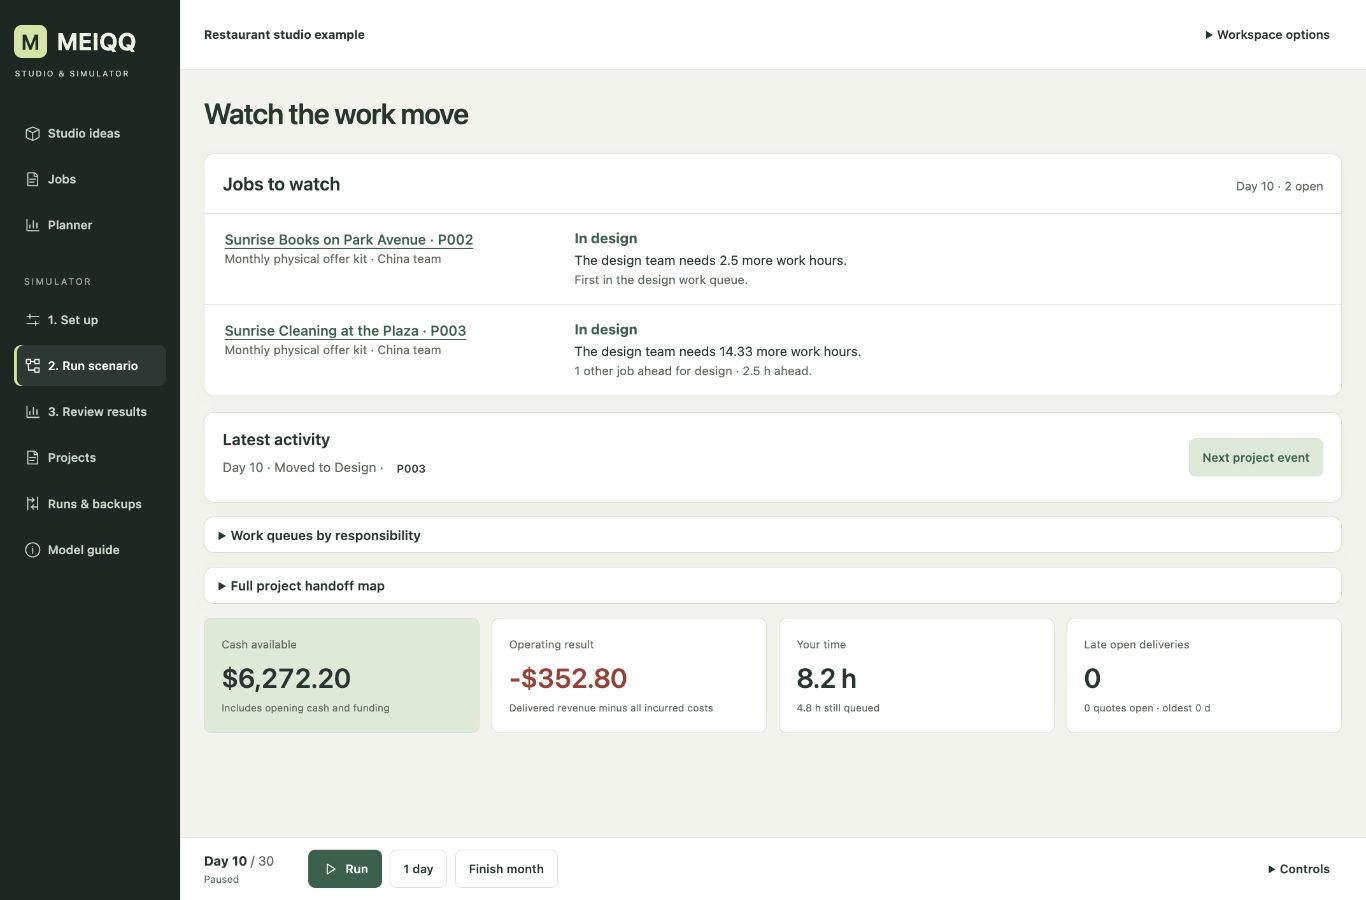 M MEIQQ
STUDIO & SIMULATOR
Studio ideas
Jobs
Planner
SIMULATOR
1. Set up
2. Run scenario
3. Review results
Projects
Runs & backups
Model guide
Restaurant studio example
Workspace options
Watch the work move
Jobs to watch
Day 10 · 2 open
Sunrise Books on Park Avenue · P002
Monthly physical offer kit · China team
In design
The design team needs 2.5 more work hours.
First in the design work queue.
Sunrise Cleaning at the Plaza · P003
Monthly physical offer kit · China team
In design
The design team needs 14.33 more work hours.
1 other job ahead for design · 2.5 h ahead.
Latest activity
Day 10 · Moved to Design · P003
Next project event
Work queues by responsibility
Full project handoff map
Cash available
$6,272.20
Includes opening cash and funding
Operating result
-$352.80
Delivered revenue minus all incurred costs
Your time
8.2 h
4.8 h still queued
Late open deliveries
0
0 quotes open · oldest 0 d
Day 10 / 30
Paused
Run
1 day
Finish month
Controls